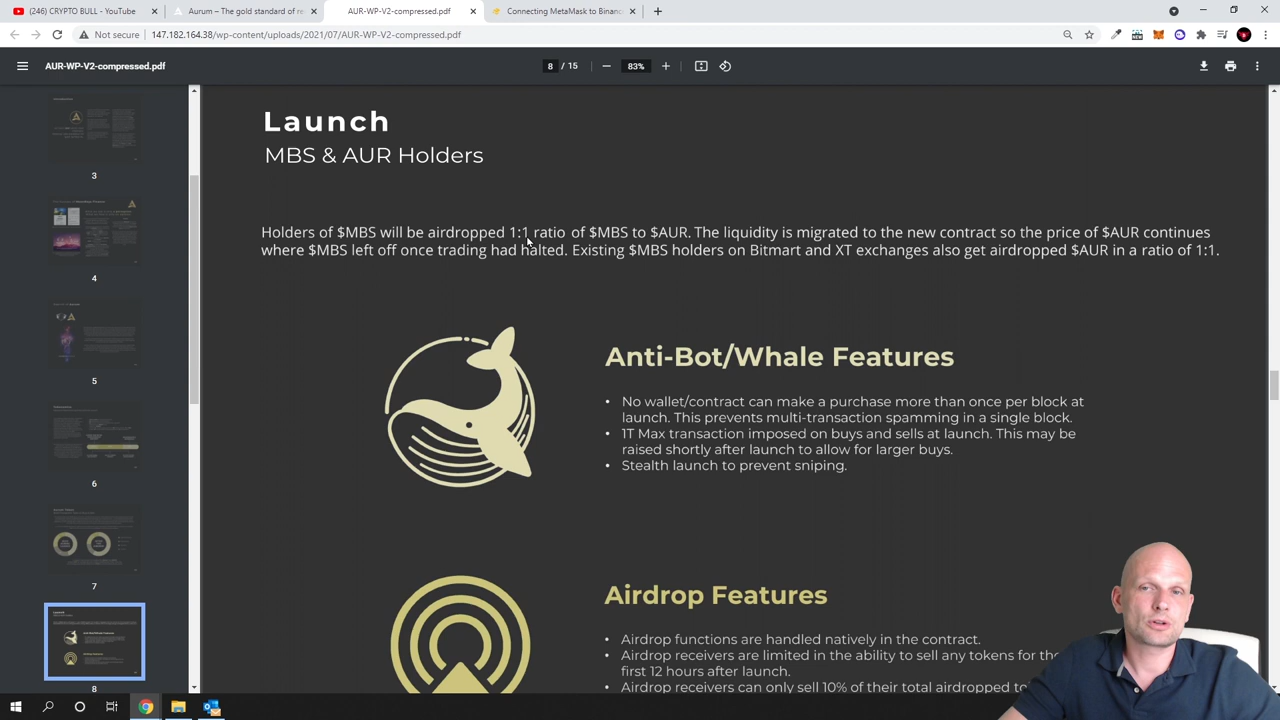 (246) CRYPTO BULL - YouTube
Aurum – The gold standard of re
AUR-WP-V2-compressed.pdf
Connecting MetaMask to Binanc
Not secure | 147.182.164.38/wp-content/uploads/2021/07/AUR-WP-V2-compressed.pdf
AUR-WP-V2-compressed.pdf
8 / 15
83%
3
4
5
6
7
8
Launch
MBS & AUR Holders
Holders of $MBS will be airdropped 1:1 ratio of $MBS to $AUR. The liquidity is migrated to the new contract so the price of $AUR continues
where $MBS left off once trading had halted. Existing $MBS holders on Bitmart and XT exchanges also get airdropped $AUR in a ratio of 1:1.
Anti-Bot/Whale Features
• No wallet/contract can make a purchase more than once per block at
launch. This prevents multi-transaction spamming in a single block.
• 1T Max transaction imposed on buys and sells at launch. This may be
raised shortly after launch to allow for larger buys.
• Stealth launch to prevent sniping.
Airdrop Features
• Airdrop functions are handled natively in the contract.
• Airdrop receivers are limited in the ability to sell any tokens for the
first 12 hours after launch.
• Airdrop receivers can only sell 10% of their total airdropped